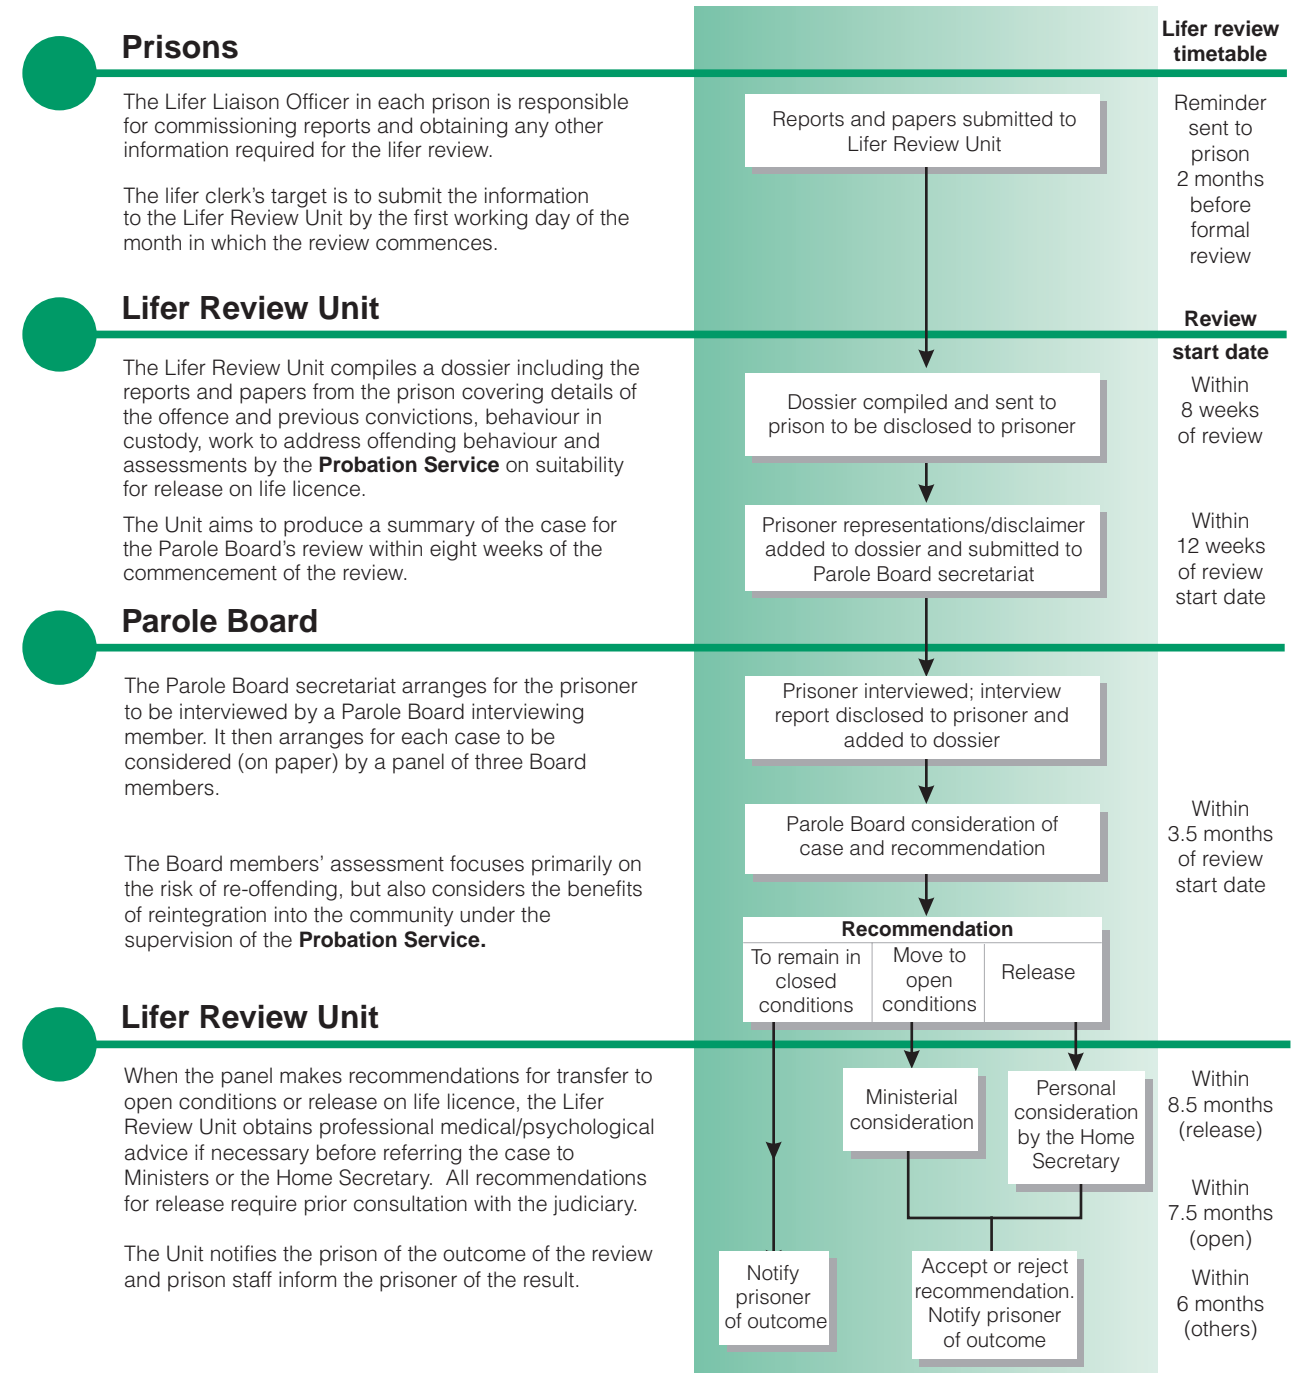 Prisons
Lifer review
timetable
The Lifer Liaison Officer in each prison is responsible
for commissioning reports and obtaining any other
information required for the lifer review.
The lifer clerk's target is to submit the information
to the Lifer Review Unit by the first working day of the
month in which the review commences.
Reports and papers submitted to
Lifer Review Unit
Reminder
sent to
prison
2 months
before
formal
review
Lifer Review Unit
Review
start date
The Lifer Review Unit compiles a dossier including the
reports and papers from the prison covering details of
the offence and previous convictions, behaviour in
custody, work to address offending behaviour and
assessments by the Probation Service on suitability
for release on life licence.
The Unit aims to produce a summary of the case for
the Parole Board's review within eight weeks of the
commencement of the review.
Dossier compiled and sent to
prison to be disclosed to prisoner
Within
8 weeks
of review
Prisoner representations/disclaimer
added to dossier and submitted to
Parole Board secretariat
Within
12 weeks
of review
start date
Parole Board
The Parole Board secretariat arranges for the prisoner
to be interviewed by a Parole Board interviewing
member. It then arranges for each case to be
considered (on paper) by a panel of three Board
members.
The Board members' assessment focuses primarily on
the risk of re-offending, but also considers the benefits
of reintegration into the community under the
supervision of the Probation Service.
Prisoner interviewed; interview
report disclosed to prisoner and
added to dossier
Parole Board consideration of
case and recommendation
Within
3.5 months
of review
start date
Recommendation
To remain in
closed
conditions
Move to
open
conditions
Release
Lifer Review Unit
When the panel makes recommendations for transfer to
open conditions or release on life licence, the Lifer
Review Unit obtains professional medical/psychological
advice if necessary before referring the case to
Ministers or the Home Secretary.  All recommendations
for release require prior consultation with the judiciary.
The Unit notifies the prison of the outcome of the review
and prison staff inform the prisoner of the result.
Ministerial
consideration
Personal
consideration
by the Home
Secretary
Within
8.5 months
(release)
Within
7.5 months
(open)
Within
6 months
(others)
Notify
prisoner
of outcome
Accept or reject
recommendation.
Notify prisoner
of outcome